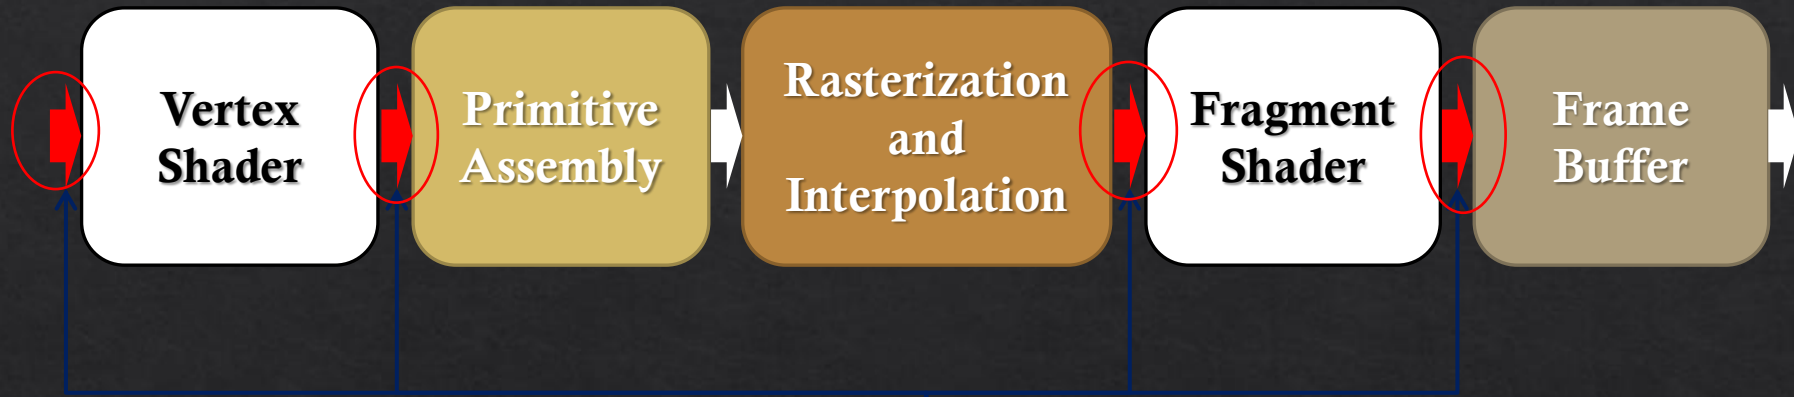 Vertex
Shader
Primitive
Assembly
Rasterization
and
Interpolation
Fragment
Shader
Frame
Buffer